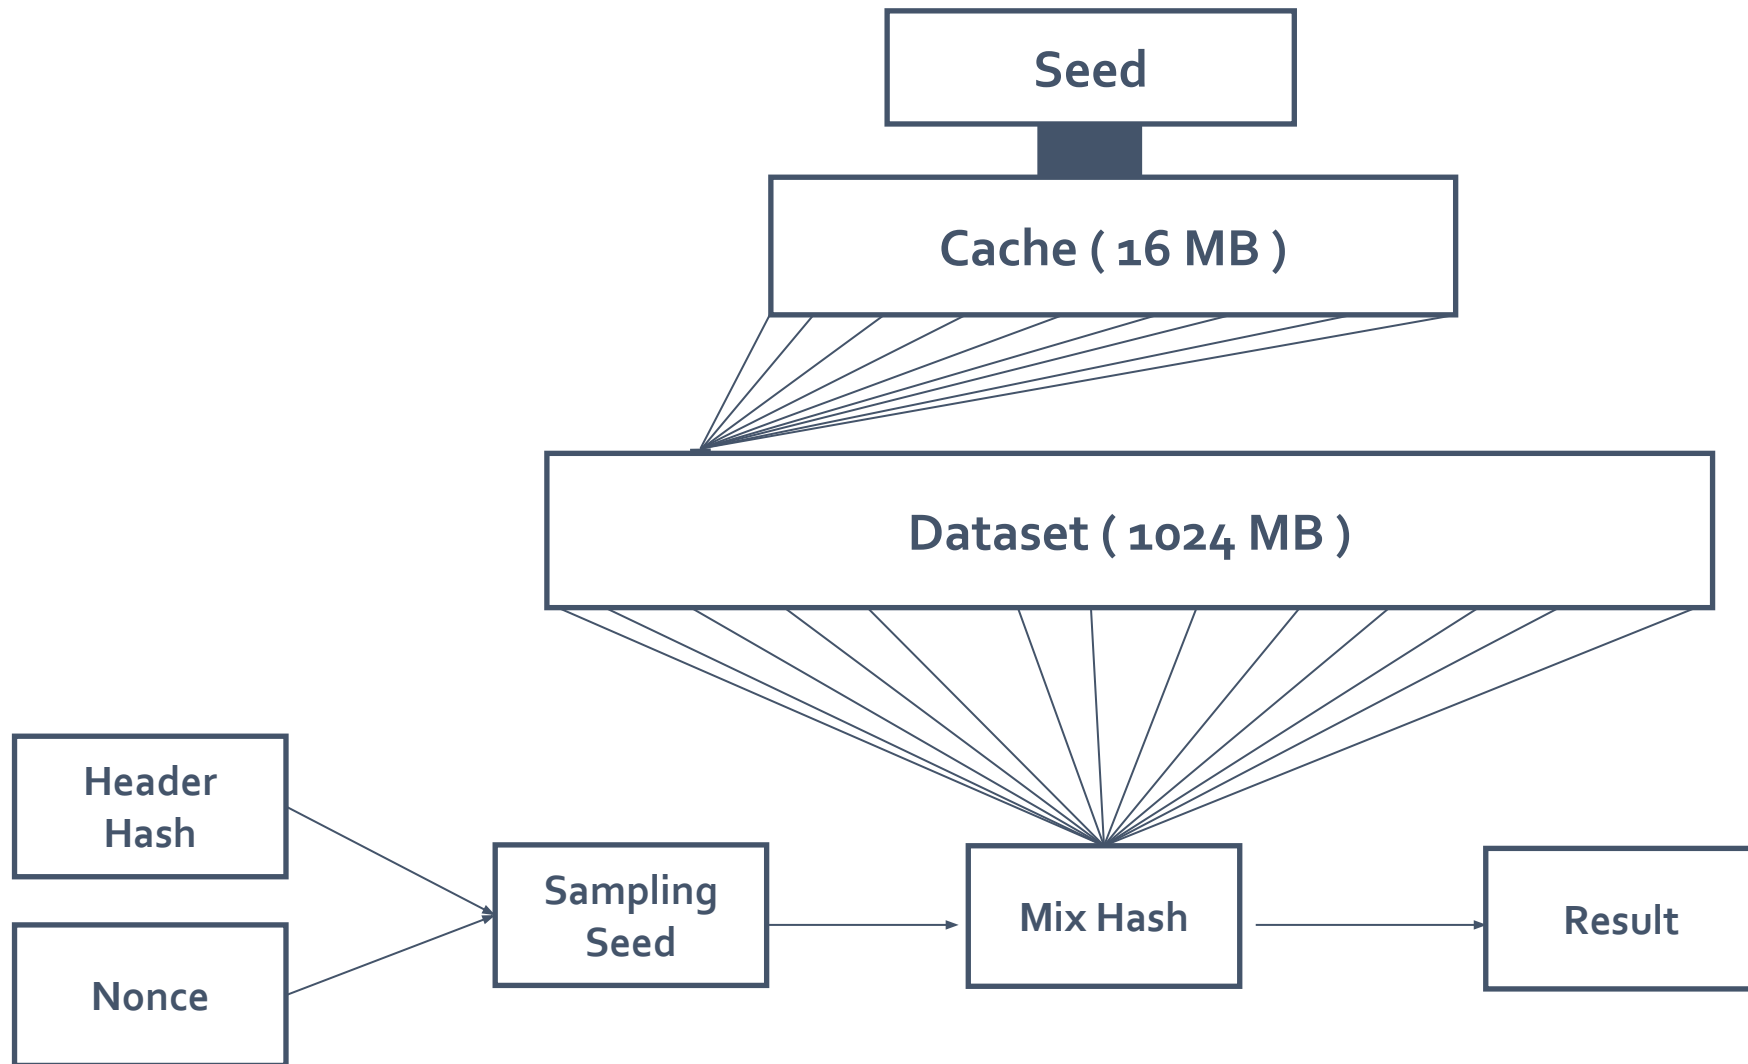 Seed
Cache ( 16 MB )
Dataset ( 1024 MB )
Header
Hash
Nonce
Sampling
Seed
Mix Hash
Result